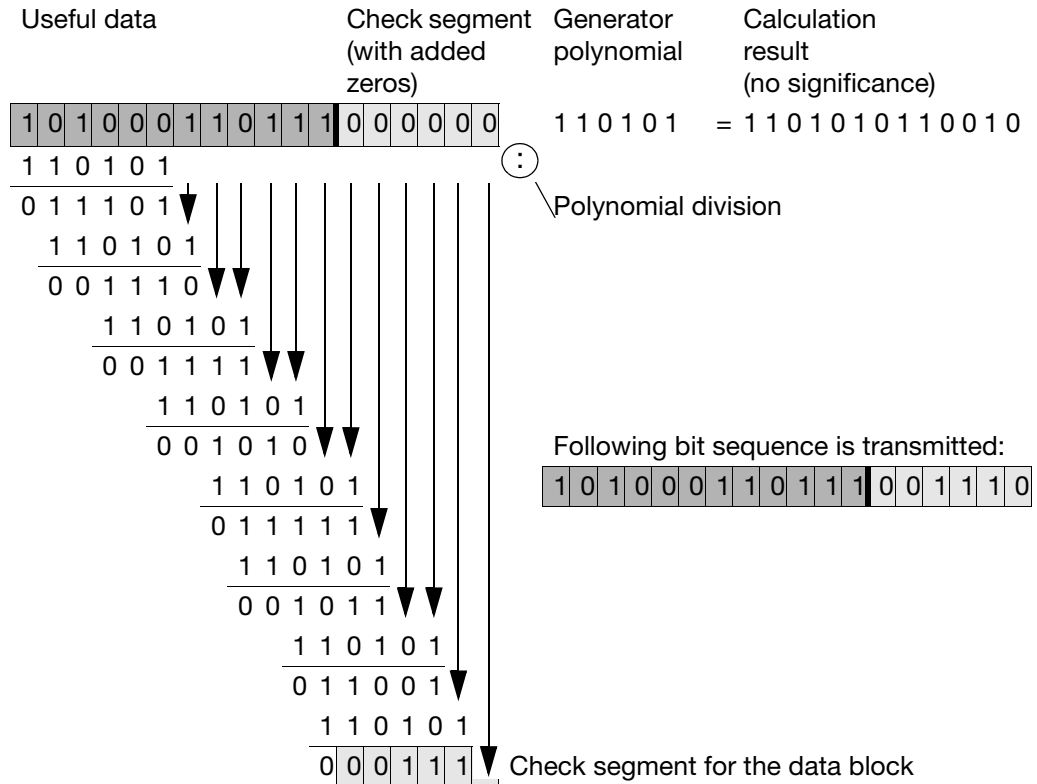 Useful data
Check segment
(with added
zeros)
Generator
polynomial
Calculation
result
(no significance)
1 0 1 0 0 0 1 1 0 1 1 1 0 0 0 0 0 0
1 1 0 1 0 1
= 1 1 0 1 0 1 0 1 1 0 0 1 0
:
1 1 0 1 0 1
0 1 1 1 0 1
Polynomial division
1 1 0 1 0 1
0 0 1 1 1 0
1 1 0 1 0 1
0 0 1 1 1 1
1 1 0 1 0 1
0 0 1 0 1 0
Following bit sequence is transmitted:
1 1 0 1 0 1
1 0 1 0 0 0 1 1 0 1 1 1 0 0 1 1 1 0
0 1 1 1 1 1
1 1 0 1 0 1
0 0 1 0 1 1
1 1 0 1 0 1
0 1 1 0 0 1
1 1 0 1 0 1
0 0 0 1 1 1
Check segment for the data block